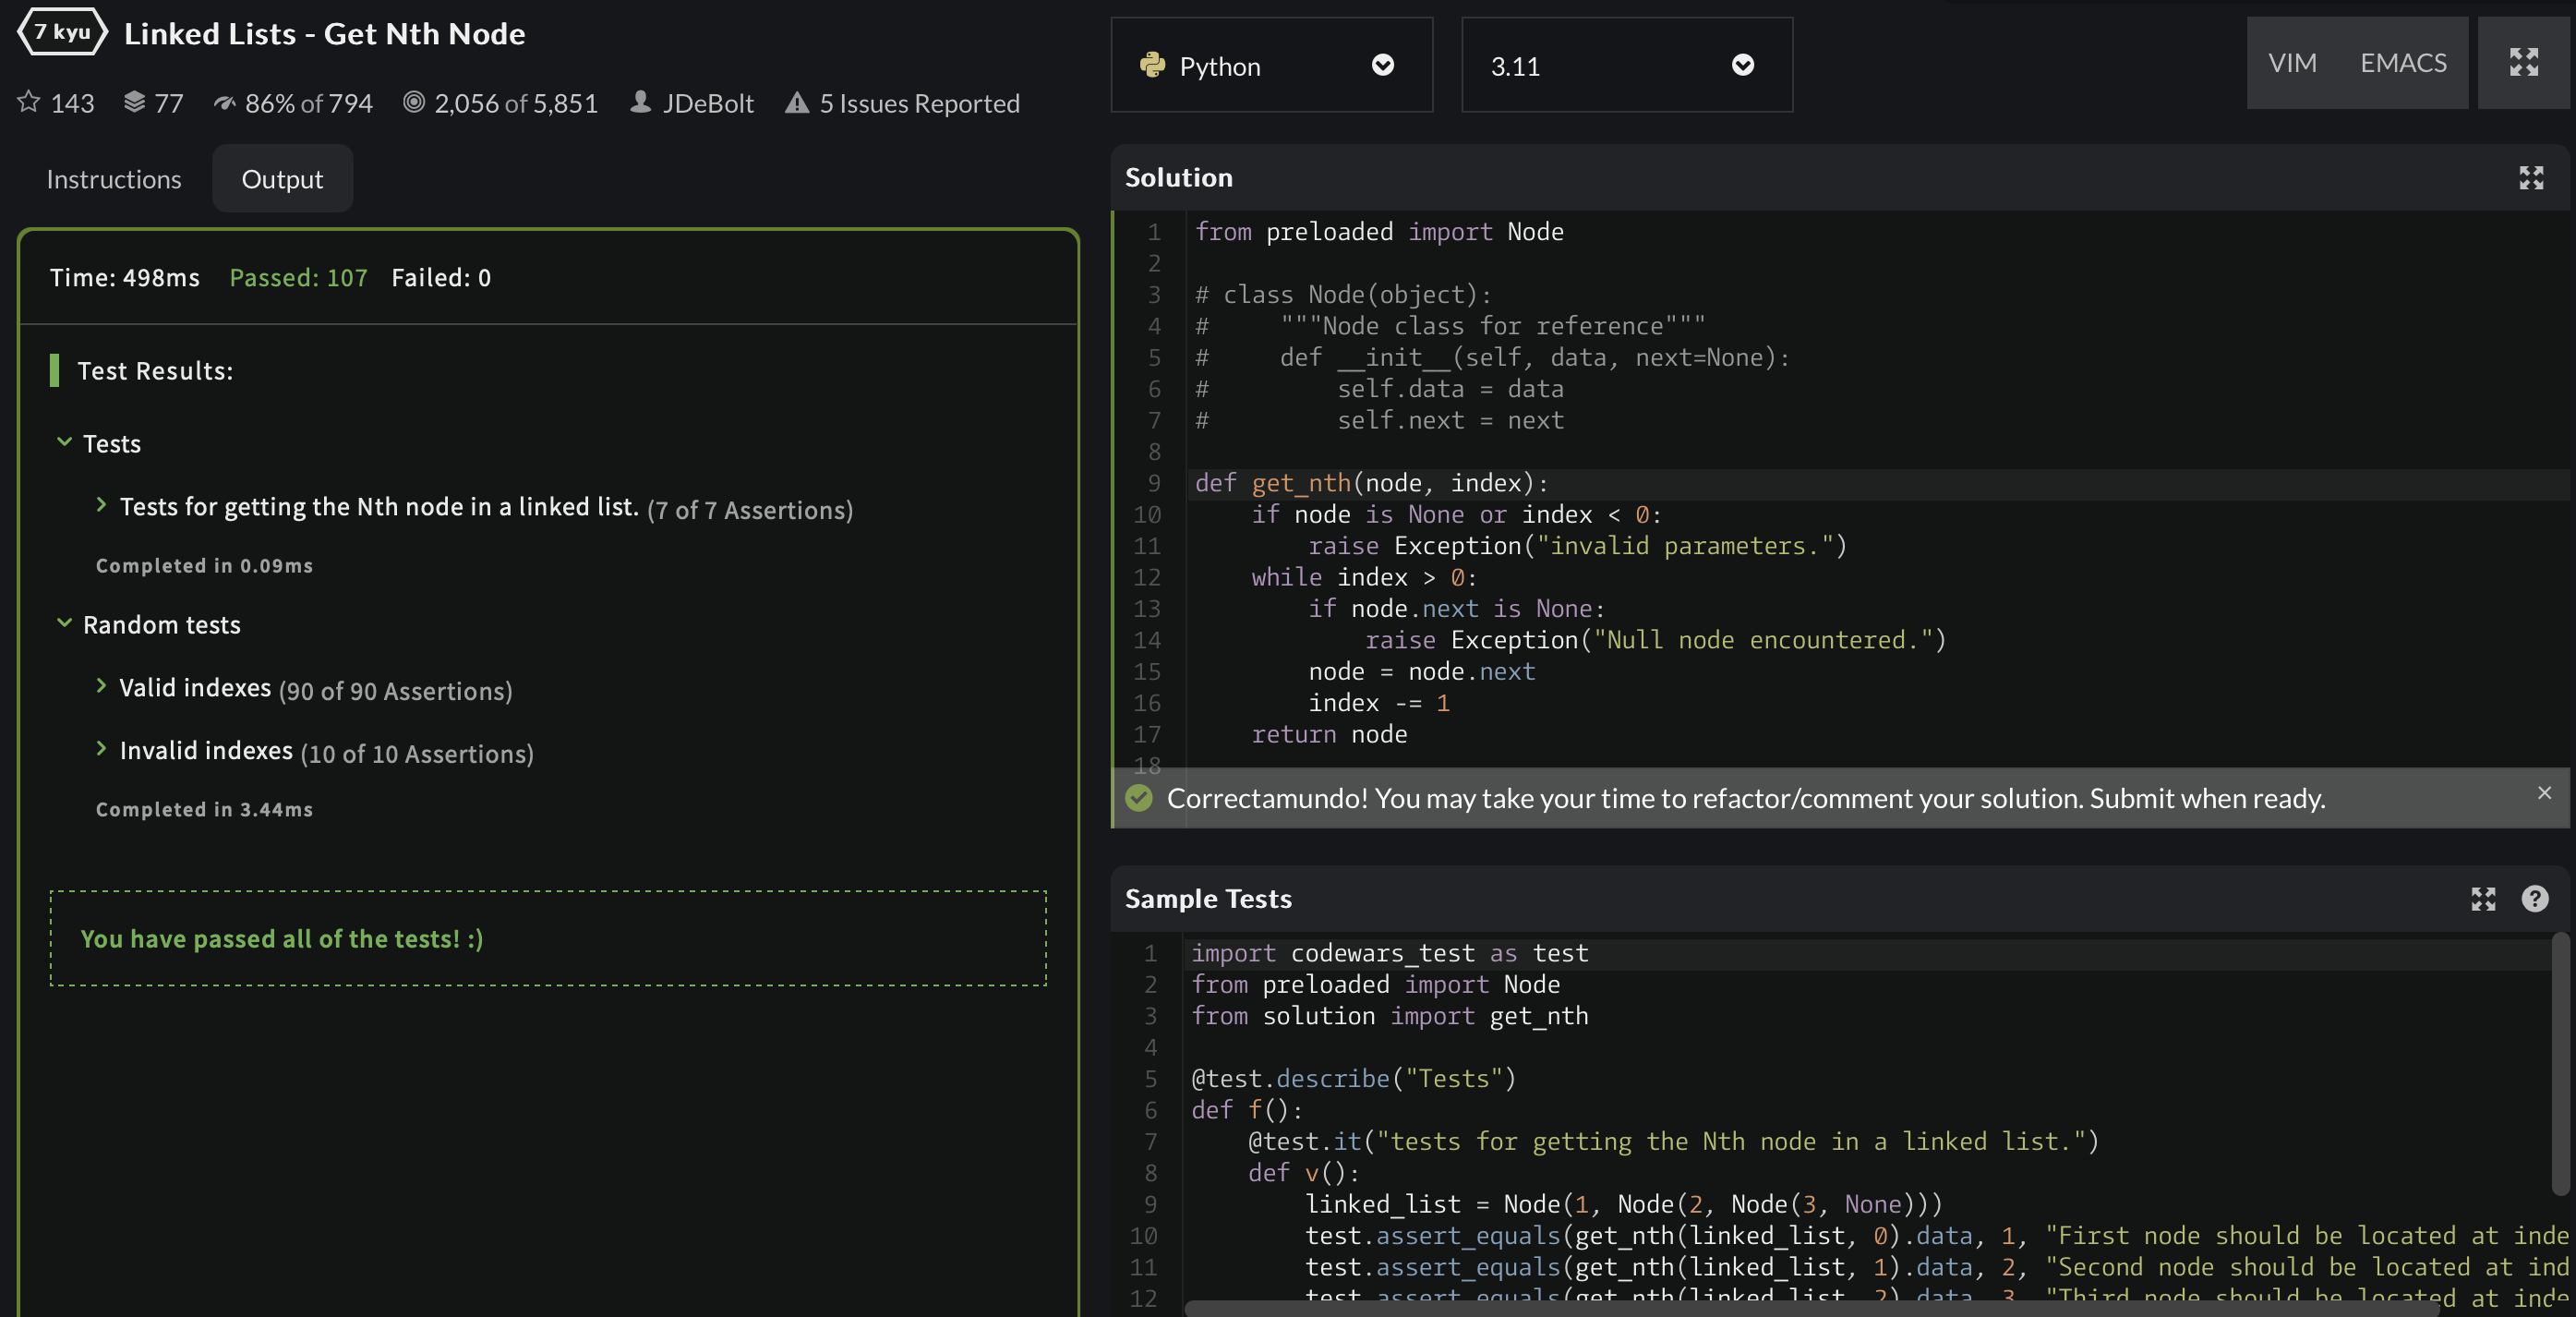 7 kyu Linked Lists - Get Nth Node
143 77 86% of 794 2,056 of 5,851 JDeBolt 5 Issues Reported
Instructions Output
Time: 498ms Passed: 107 Failed: 0
Test Results:
Tests
Tests for getting the Nth node in a linked list. (7 of 7 Assertions)
Completed in 0.09ms
Random tests
Valid indexes (90 of 90 Assertions)
Invalid indexes (10 of 10 Assertions)
Completed in 3.44ms
You have passed all of the tests! :)
Python 3.11 VIM EMACS
Solution
1 from preloaded import Node
2
3 # class Node(object):
4 #     """Node class for reference"""
5 #     def __init__(self, data, next=None):
6 #         self.data = data
7 #         self.next = next
8
9 def get_nth(node, index):
10     if node is None or index < 0:
11         raise Exception("invalid parameters.")
12     while index > 0:
13         if node.next is None:
14             raise Exception("Null node encountered.")
15         node = node.next
16         index -= 1
17     return node
18
Correctamundo! You may take your time to refactor/comment your solution. Submit when ready. ×
Sample Tests
1 import codewars_test as test
2 from preloaded import Node
3 from solution import get_nth
4
5 @test.describe("Tests")
6 def f():
7     @test.it("tests for getting the Nth node in a linked list.")
8     def v():
9         linked_list = Node(1, Node(2, Node(3, None)))
10         test.assert_equals(get_nth(linked_list, 0).data, 1, "First node should be located at inde
11         test.assert_equals(get_nth(linked_list, 1).data, 2, "Second node should be located at ind
12         test.assert_equals(get_nth(linked_list, 2).data, 3, "Third node should be located at inde